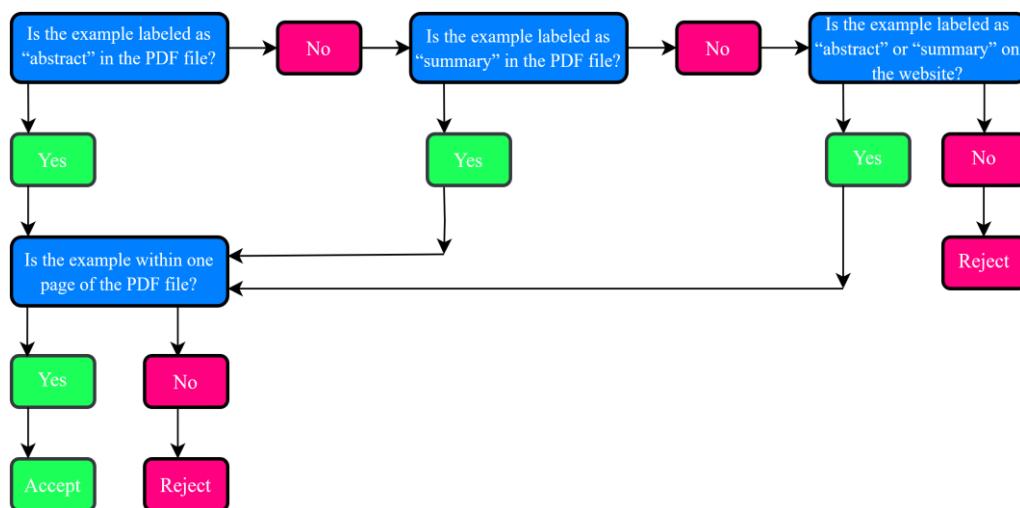 Is the example labeled as
“abstract” in the PDF file?
No
Is the example labeled as
“summary” in the PDF file?
No
Is the example labeled as
“abstract” or “summary” on
the website?
Yes
Yes
Yes
No
Is the example within one
page of the PDF file?
Reject
Yes
No
Accept
Reject